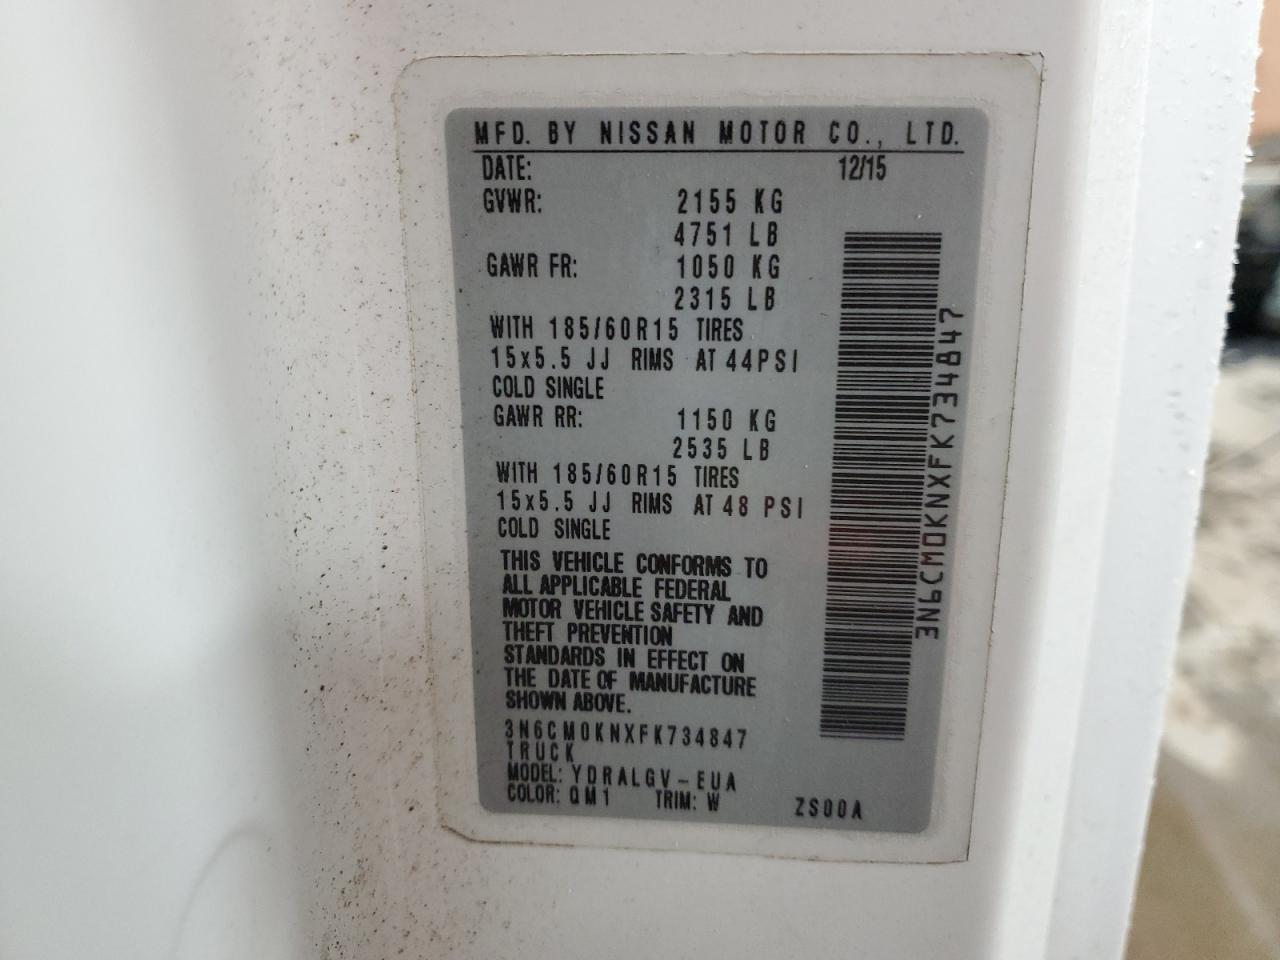 MFD. BY NISSAN MOTOR CO., LTD.
DATE: 12/15
GVWR: 2155 KG
4751 LB
GAWR FR: 1050 KG
2315 LB
WITH 185/60R15 TIRES
15x5.5 JJ RIMS AT 44PSI
COLD SINGLE
GAWR RR: 1150 KG
2535 LB
WITH 185/60R15 TIRES
15x5.5 JJ RIMS AT 48 PSI
COLD SINGLE
THIS VEHICLE CONFORMS TO
ALL APPLICABLE FEDERAL
MOTOR VEHICLE SAFETY AND
THEFT PREVENTION
STANDARDS IN EFFECT ON
THE DATE OF MANUFACTURE
SHOWN ABOVE.
3N6CM0KNXFK734847
TRUCK
MODEL: YDRALGV-EUA
COLOR: QM1 TRIM: W ZS00A
3N6CM0KNXFK734847